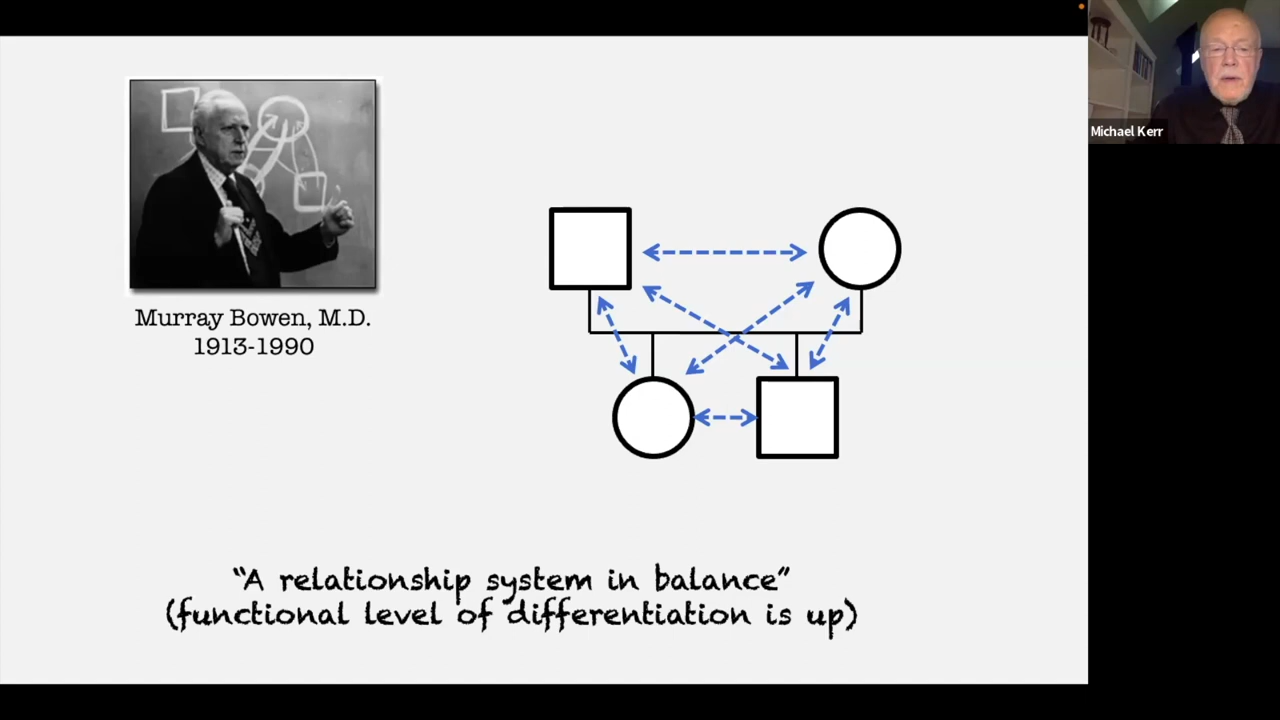 Michael Kerr
Murray Bowen, M.D.
1913-1990
“A relationship system in balance”
(functional level of differentiation is up)